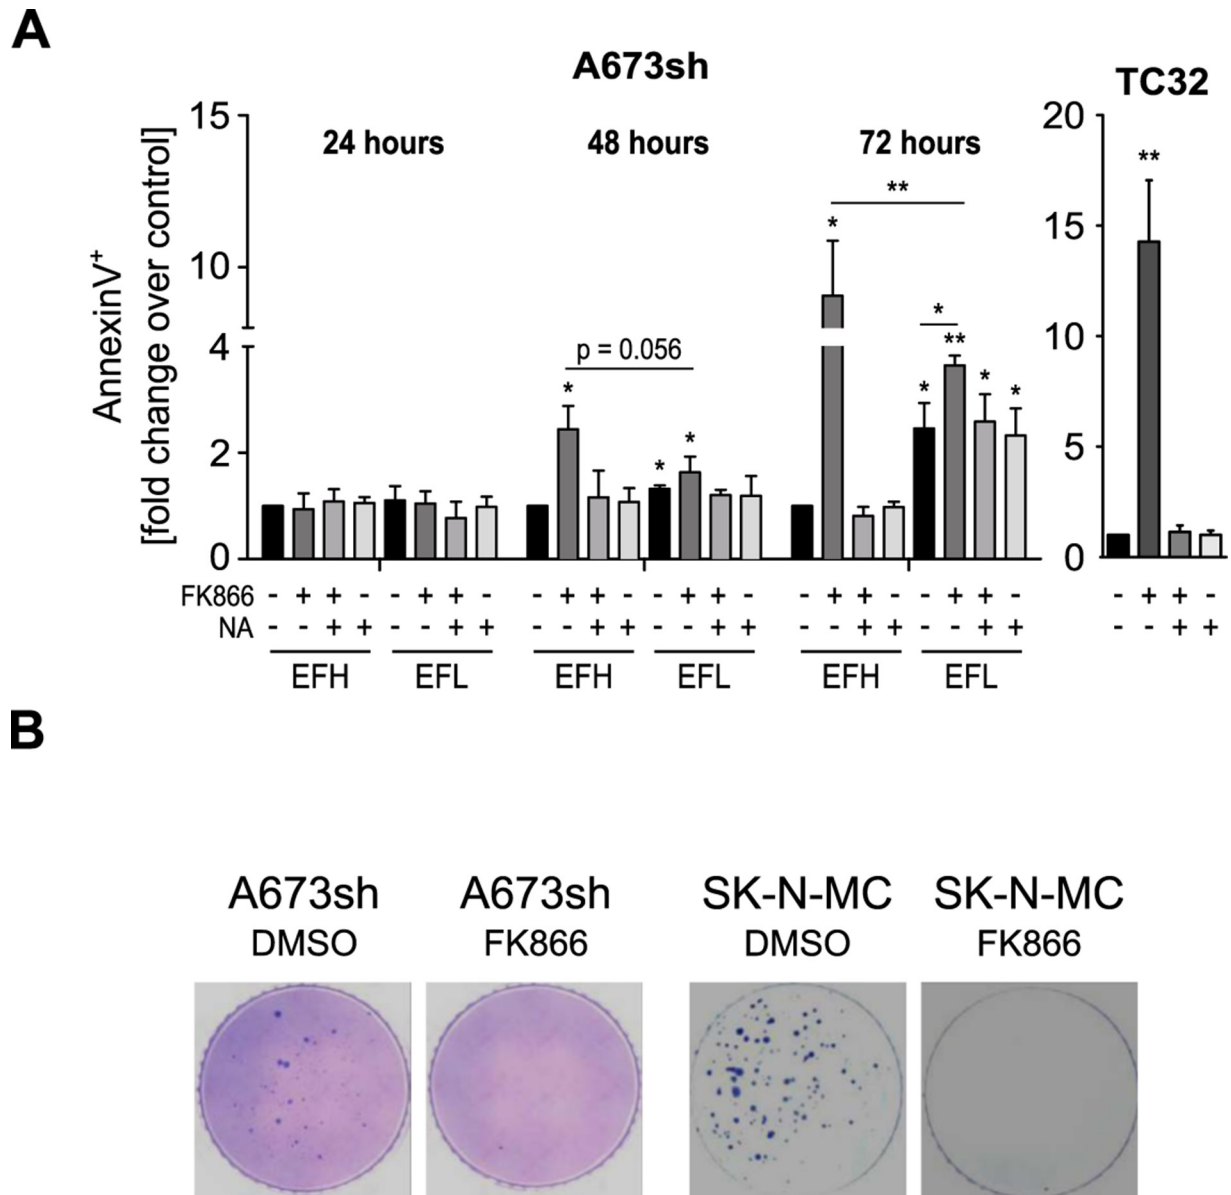 A
A673sh
TC32
AnnexinV+
[fold change over control]
15
10
4
2
0
24 hours
48 hours
72 hours
20
15
10
5
0
p = 0.056
*
*
*
*
**
*
*
**
*
*
**
FK866 - + + - - + + - - + + - - + + - - + + - - + + - - + + -
NA - - + + - - + + - - + + - - + + - - + + - - + + - - + +
EFH EFL EFH EFL EFH EFL
B
A673sh A673sh SK-N-MC SK-N-MC
DMSO FK866 DMSO FK866